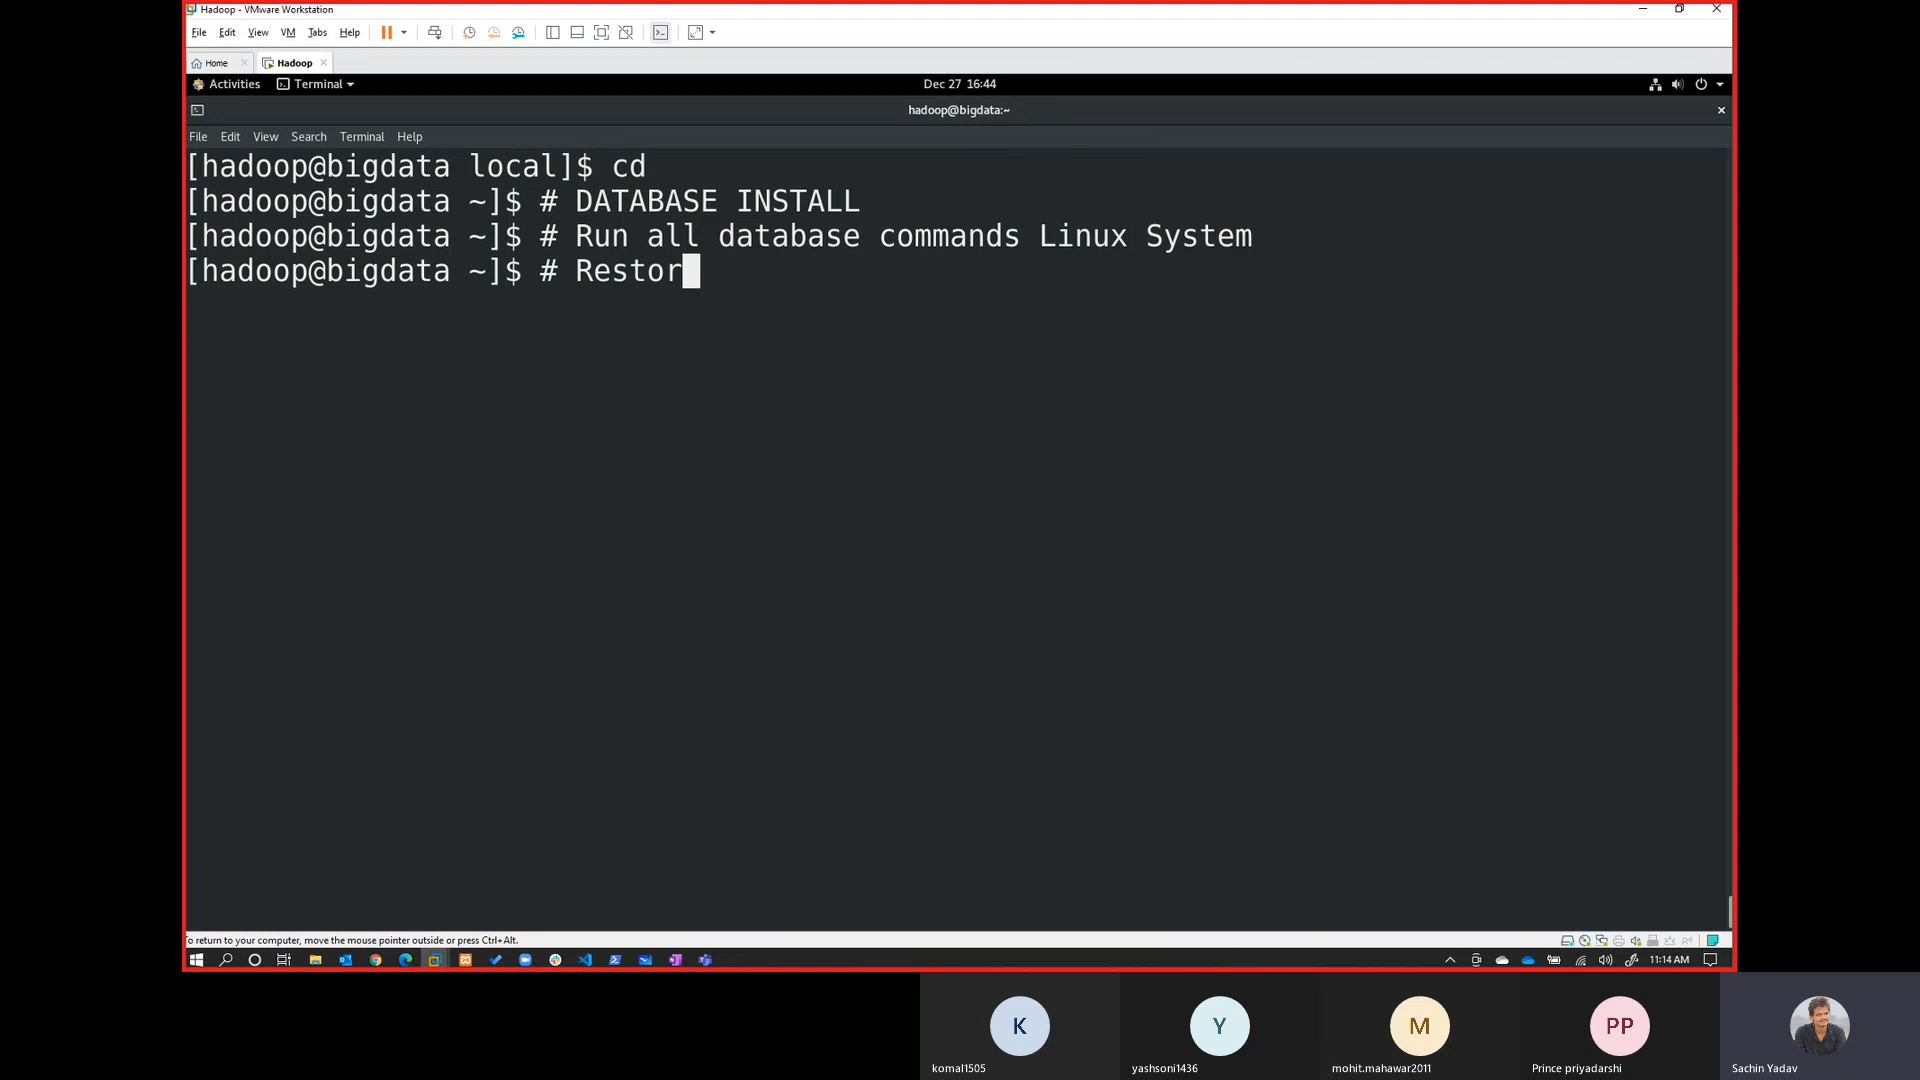 Hadoop - VMware Workstation
File Edit View VM Tabs Help
Home Hadoop
Activities Terminal Dec 27 16:44
hadoop@bigdata:~
File Edit View Search Terminal Help
[hadoop@bigdata local]$ cd
[hadoop@bigdata ~]$ # DATABASE INSTALL
[hadoop@bigdata ~]$ # Run all database commands Linux System
[hadoop@bigdata ~]$ # Restor
o return to your computer, move the mouse pointer outside or press Ctrl+Alt.
11:14 AM
K Y M PP
komal1505 yashsoni1436 mohit.mahawar2011 Prince priyadarshi Sachin Yadav